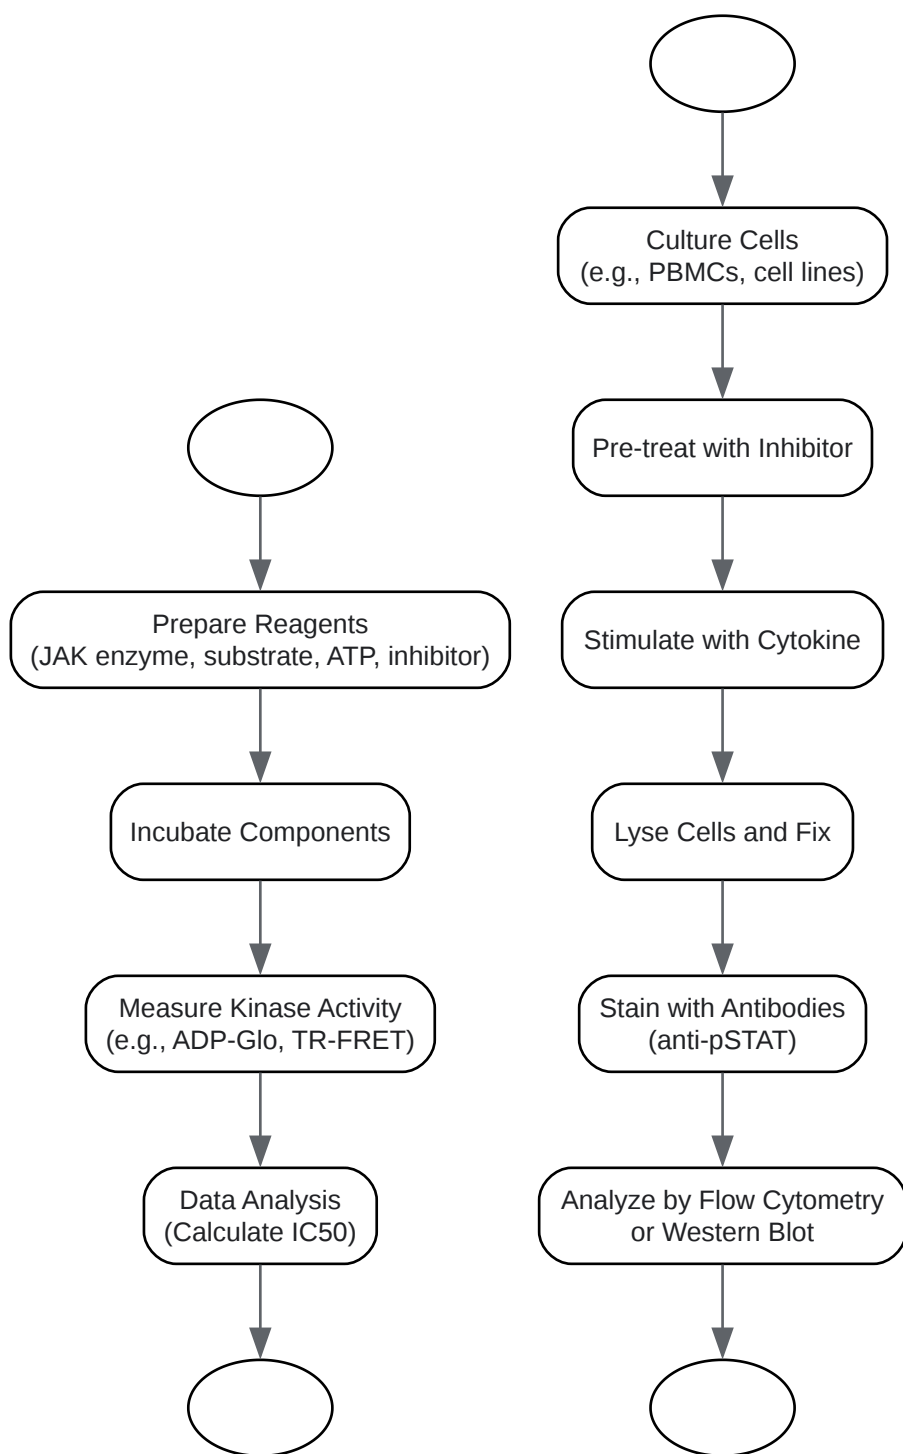 Prepare Reagents
(JAK enzyme, substrate, ATP, inhibitor)
Incubate Components
Measure Kinase Activity
(e.g., ADP-Glo, TR-FRET)
Data Analysis
(Calculate IC50)
Culture Cells
(e.g., PBMCs, cell lines)
Pre-treat with Inhibitor
Stimulate with Cytokine
Lyse Cells and Fix
Stain with Antibodies
(anti-pSTAT)
Analyze by Flow Cytometry
or Western Blot